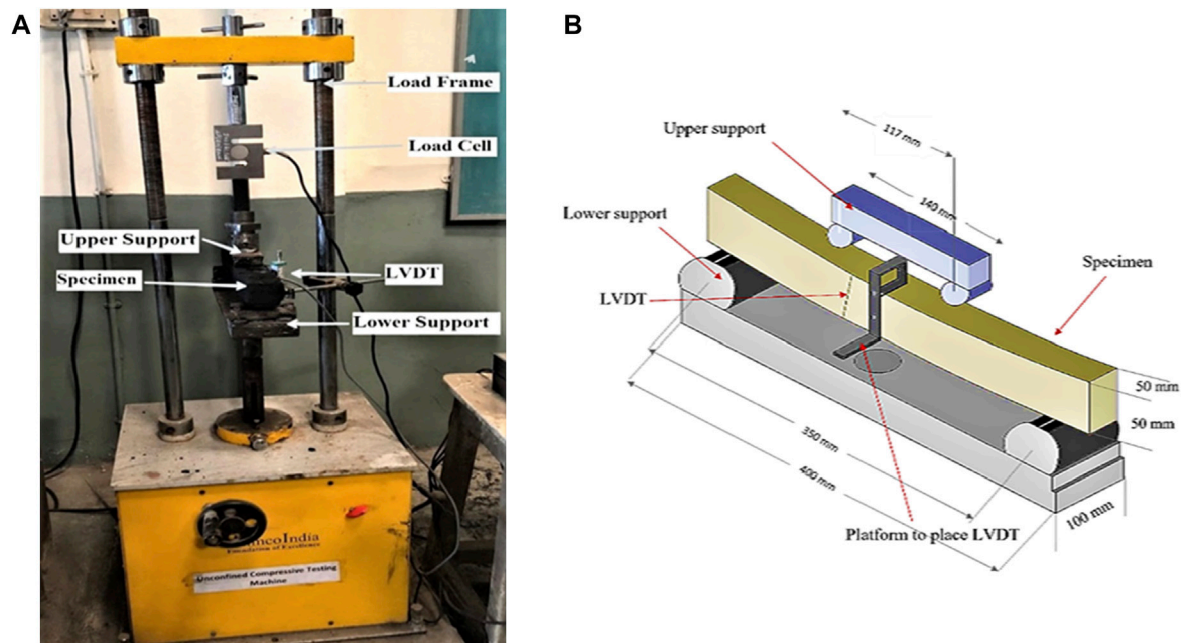 A
Load Frame
Load Cell
Upper Support
Specimen
LVDT
Lower Support
Foundation of Excellence
Unconfined Compressive Testing
Machine
B
117 mm
Upper support
140 mm
Lower support
Specimen
LVDT
50 mm
50 mm
350 mm
400 mm
100 mm
Platform to place LVDT